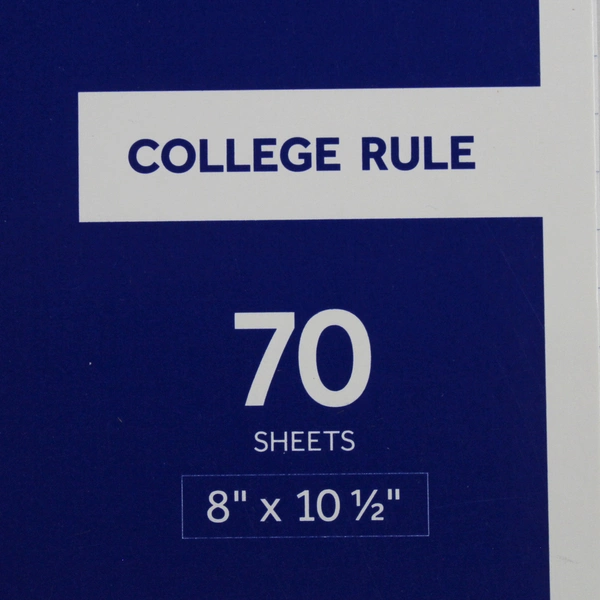 COLLEGE RULE
70
SHEETS
8" x 10 ½"